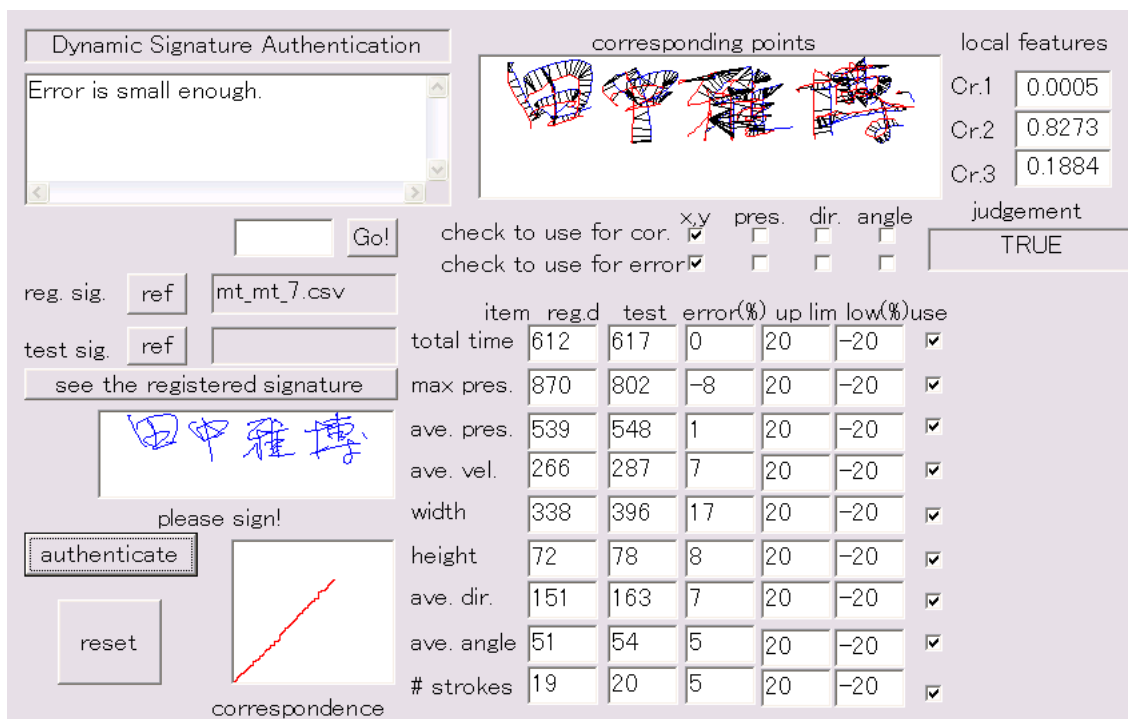 Dynamic Signature Authentication
Error is small enough.
Go!
reg. sig. ref mt_mt_7.csv
test sig. ref
see the registered signature
田中雅博
please sign!
authenticate
reset
correspondence
corresponding points
田中雅博
local features
Cr.1 0.0005
Cr.2 0.8273
Cr.3 0.1884
x,y pres. dir. angle
check to use for cor.
check to use for error
judgement
TRUE
item reg.d test error(%) up lim low(%)use
total time 612 617 0 20 -20
max pres. 870 802 -8 20 -20
ave. pres. 539 548 1 20 -20
ave. vel. 266 287 7 20 -20
width 338 396 17 20 -20
height 72 78 8 20 -20
ave. dir. 151 163 7 20 -20
ave. angle 51 54 5 20 -20
# strokes 19 20 5 20 -20